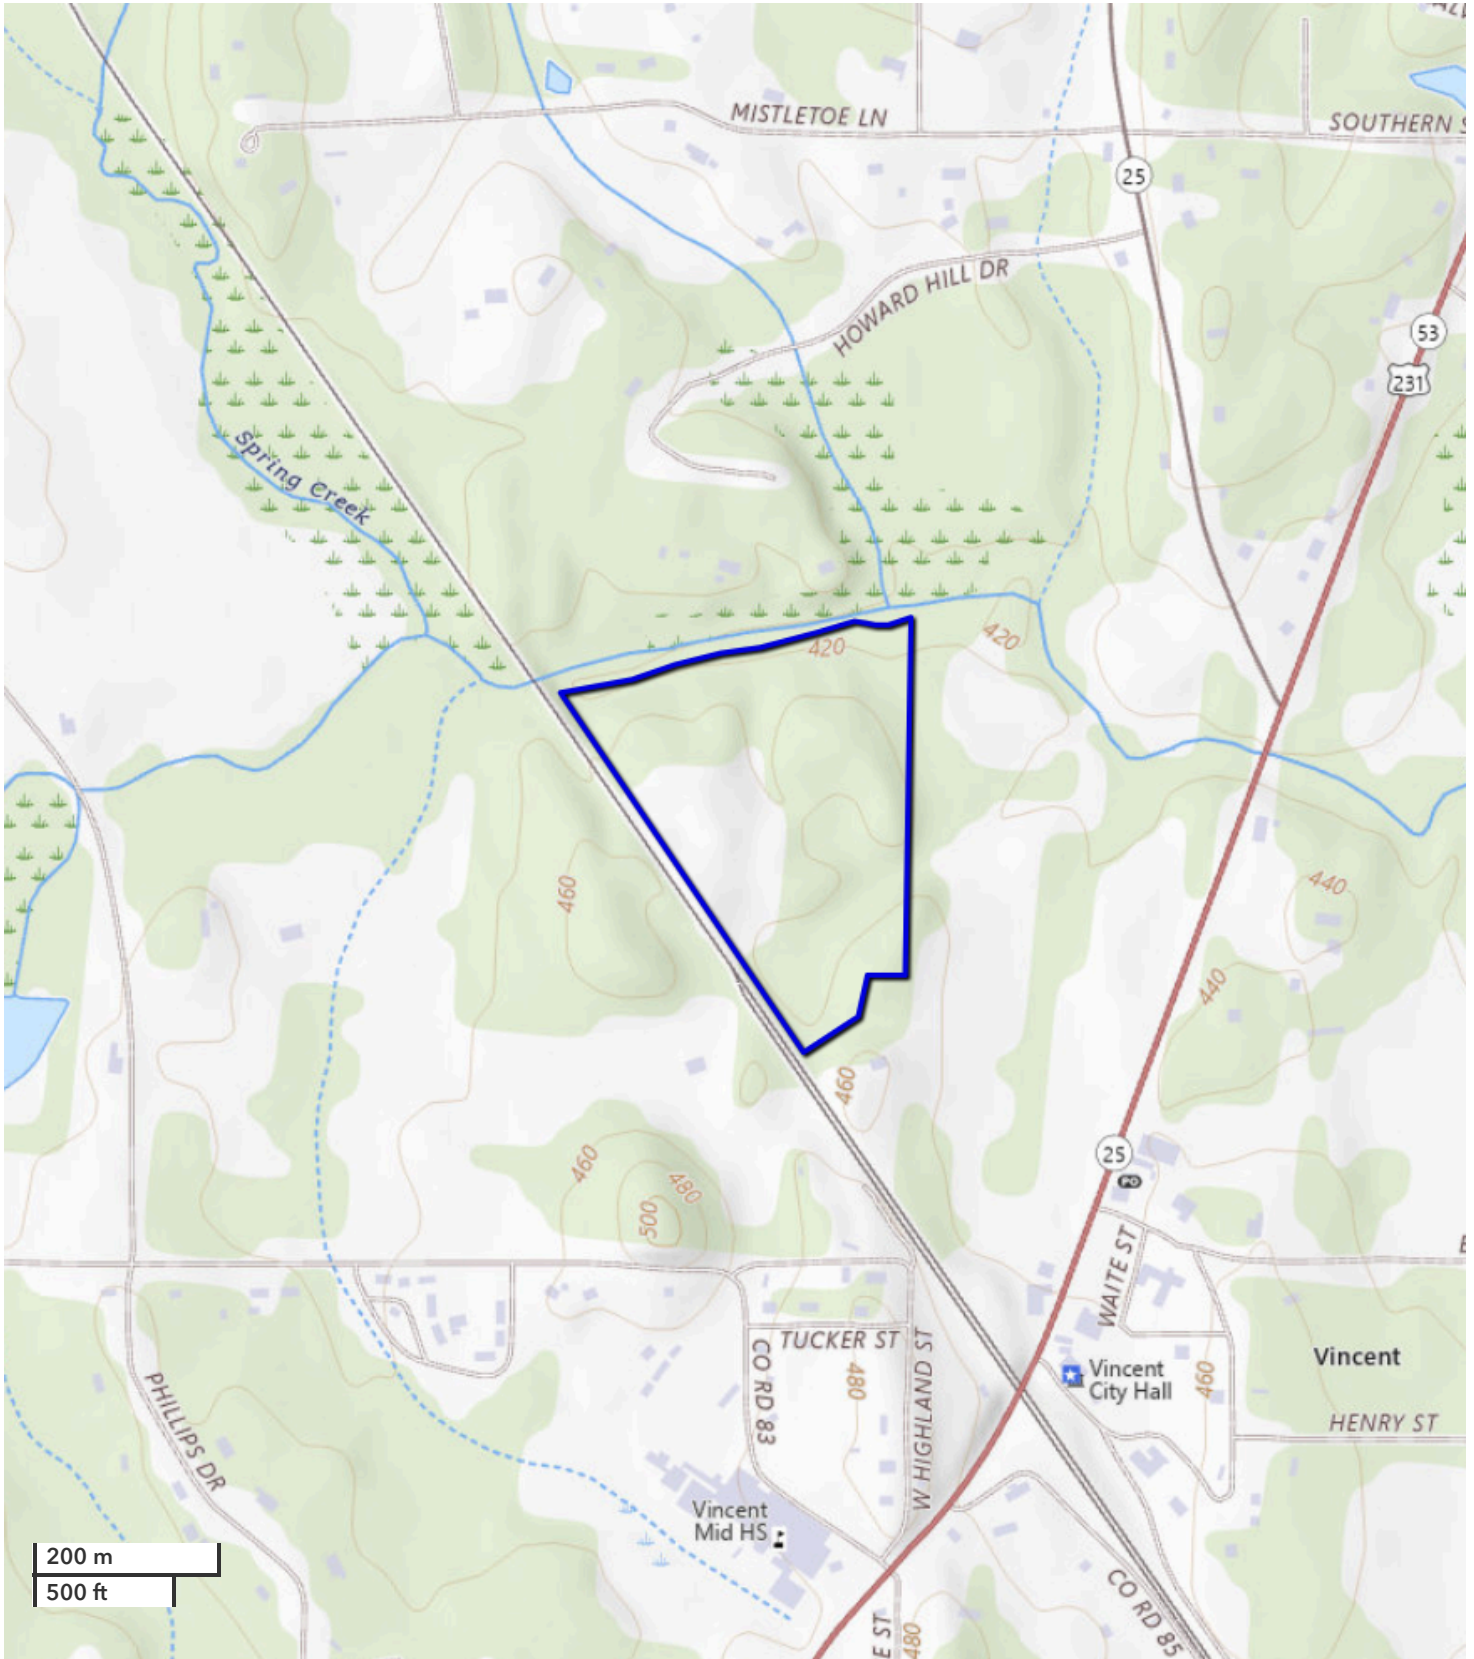 MISTLETOE LN
SOUTHERN S
25
HOWARD HILL DR
53
231
Spring Creek
420
420
460
440
440
460
25
PO
460
480
500
WAITE ST
TUCKER ST
CO RD 83
480
W HIGHLAND ST
Vincent
City Hall
460
Vincent
HENRY ST
PHILLIPS DR
Vincent
Mid HS
200 m
500 ft
CO RD 85
E ST
480